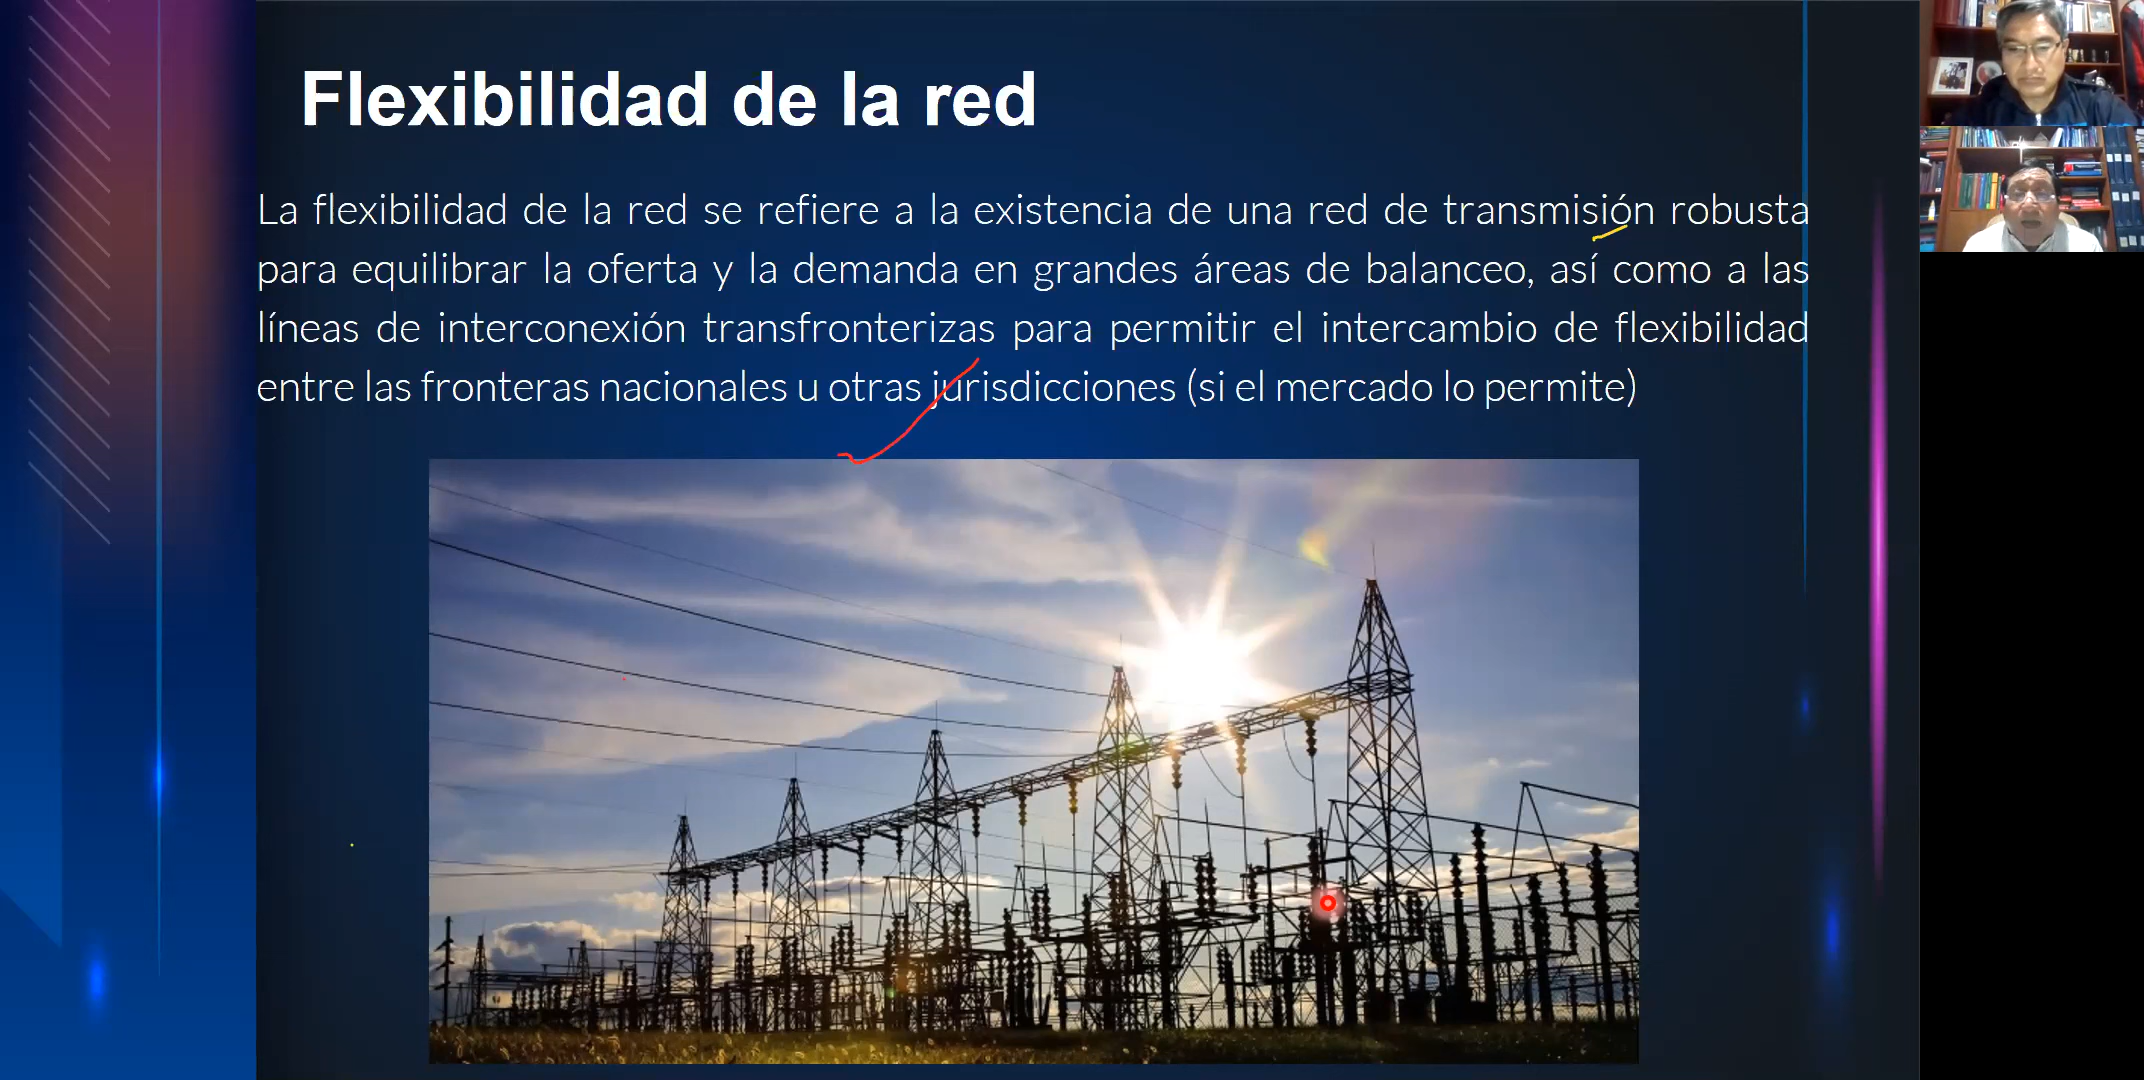 Flexibilidad de la red
La flexibilidad de la red se refiere a la existencia de una red de transmisión robusta
para equilibrar la oferta y la demanda en grandes áreas de balanceo, así como a las
líneas de interconexión transfronterizas para permitir el intercambio de flexibilidad
entre las fronteras nacionales u otras jurisdicciones (si el mercado lo permite)